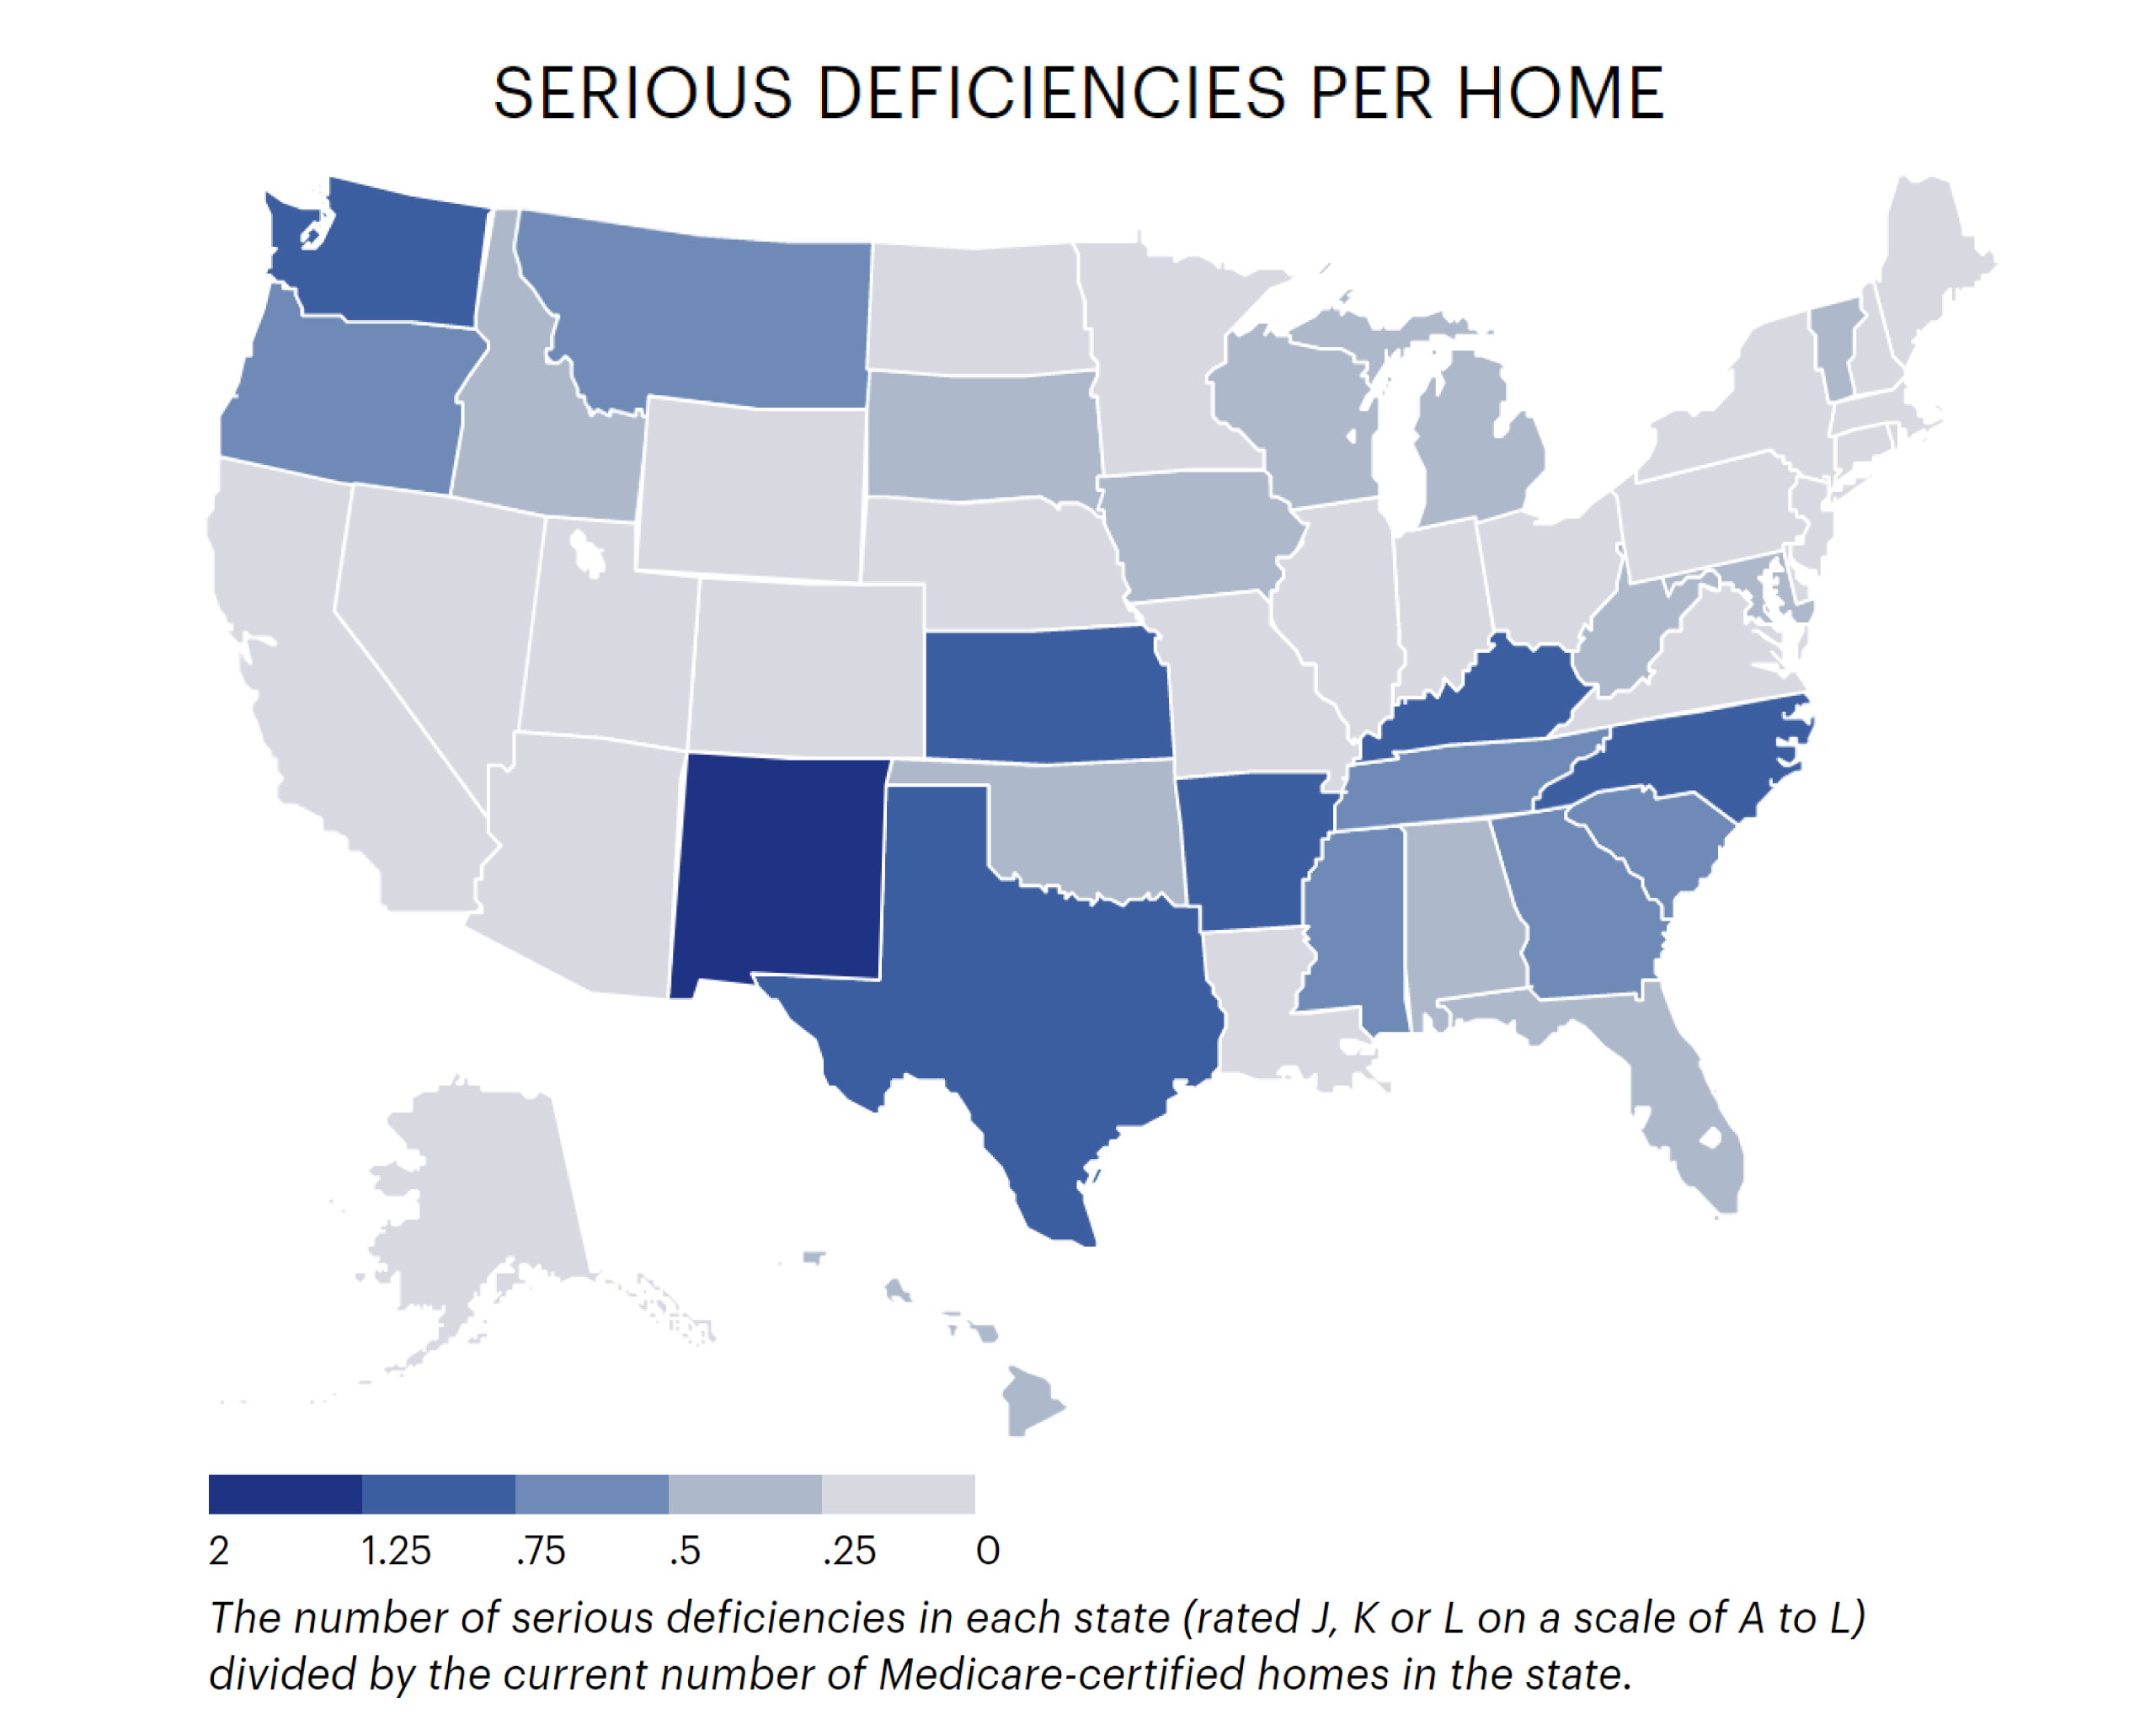 SERIOUS DEFICIENCIES PER HOME
2 1.25 .75 .5 .25 0
The number of serious deficiencies in each state (rated J, K or L on a scale of A to L)
divided by the current number of Medicare-certified homes in the state.